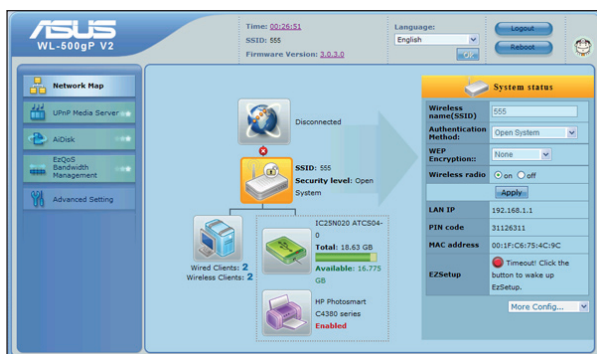 ASUS
WL-500gP V2
Time: 00:26:51
SSID: 555
Firmware Version: 3.0.3.0
Language:
English
OK
Logout
Reboot
Network Map
UPnP Media Server
AiDisk
EzQoS
Bandwidth
Management
Advanced Setting
Disconnected
SSID: 555
Security level: Open
System
Wired Clients: 2
Wireless Clients: 2
IC25N020 ATCS04-
0
Total: 18.63 GB
Available: 16.775
GB
HP Photosmart
C4380 series
Enabled
System status
Wireless
name(SSID)
555
Authentication
Method:
Open System
WEP
Encryption::
None
Wireless radio
on off
Apply
LAN IP
192.168.1.1
PIN code
31126311
MAC address
00:1F:C6:75:4C:9C
EZSetup
Timeout! Click the
button to wake up
EzSetup.
More Config...